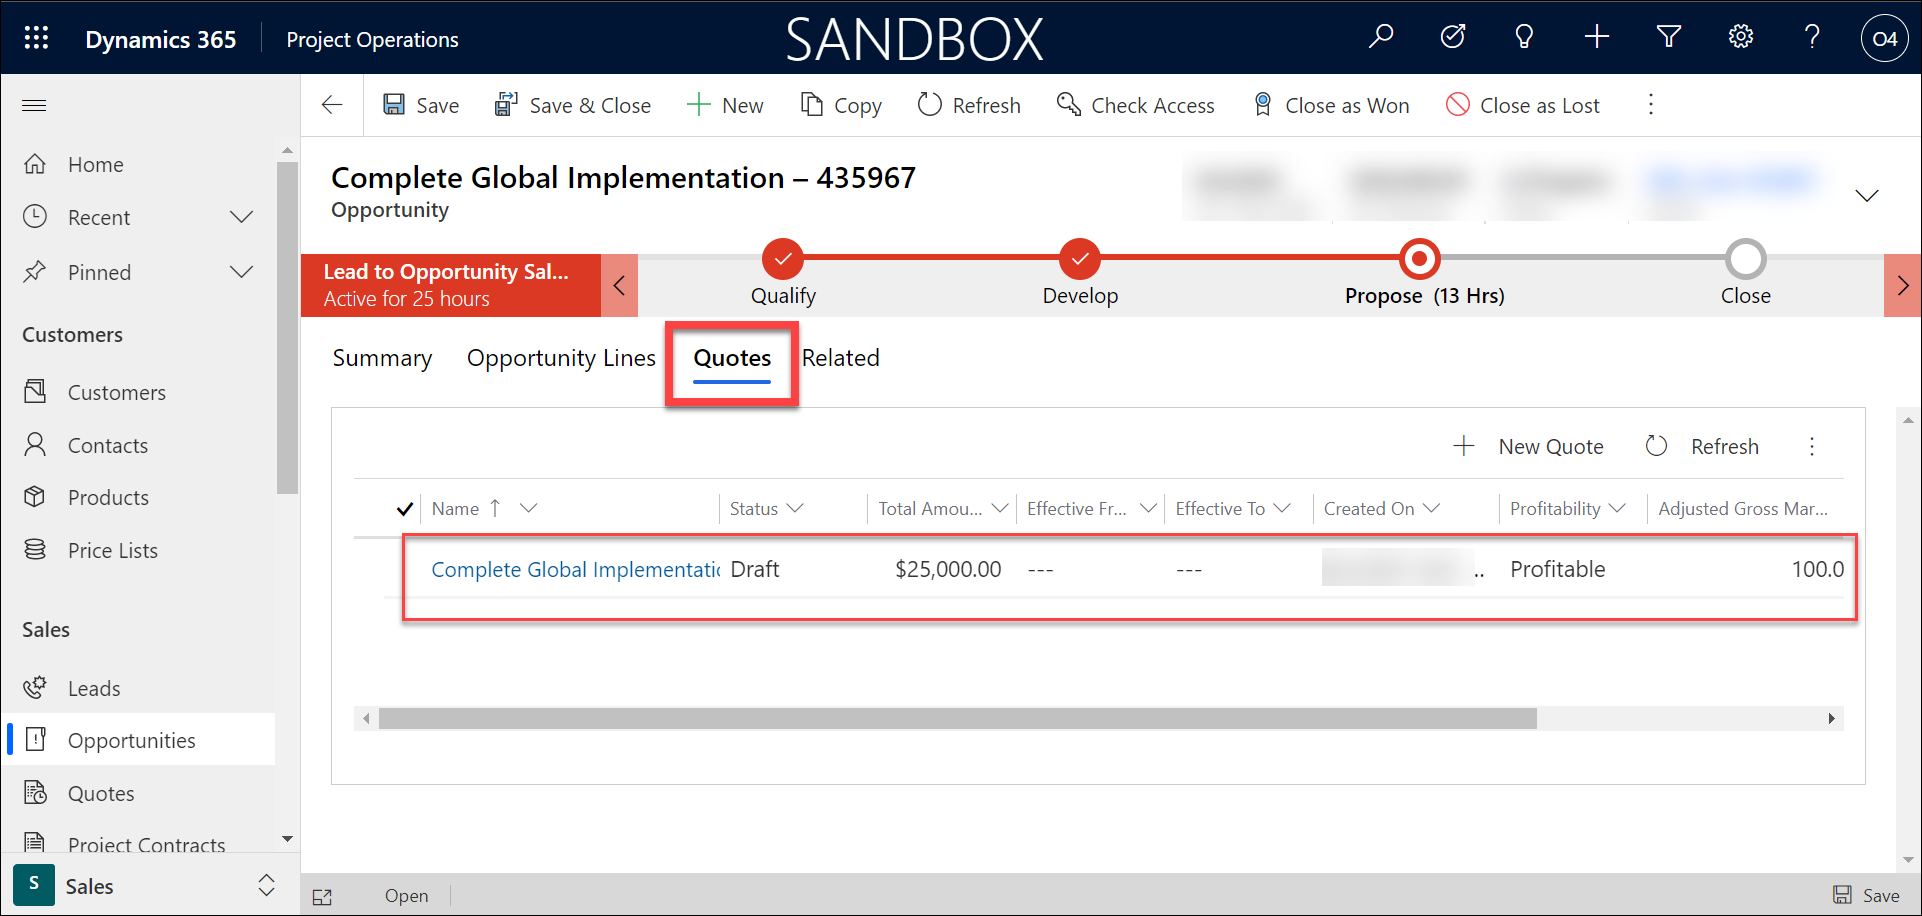 Dynamics 365
Project Operations
SANDBOX
O4
Save
Save & Close
New
Copy
Refresh
Check Access
Close as Won
Close as Lost
Home
Recent
Pinned
Customers
Customers
Contacts
Products
Price Lists
Sales
Leads
Opportunities
Quotes
Project Contracts
S
Sales
Complete Global Implementation – 435967
Opportunity
Lead to Opportunity Sal...
Active for 25 hours
Qualify
Develop
Propose (13 Hrs)
Close
Summary
Opportunity Lines
Quotes
Related
New Quote
Refresh
Name
Status
Total Amou...
Effective Fr...
Effective To
Created On
Profitability
Adjusted Gross Mar...
Complete Global Implementatic
Draft
$25,000.00
---
---
..
Profitable
100.0
Open
Save